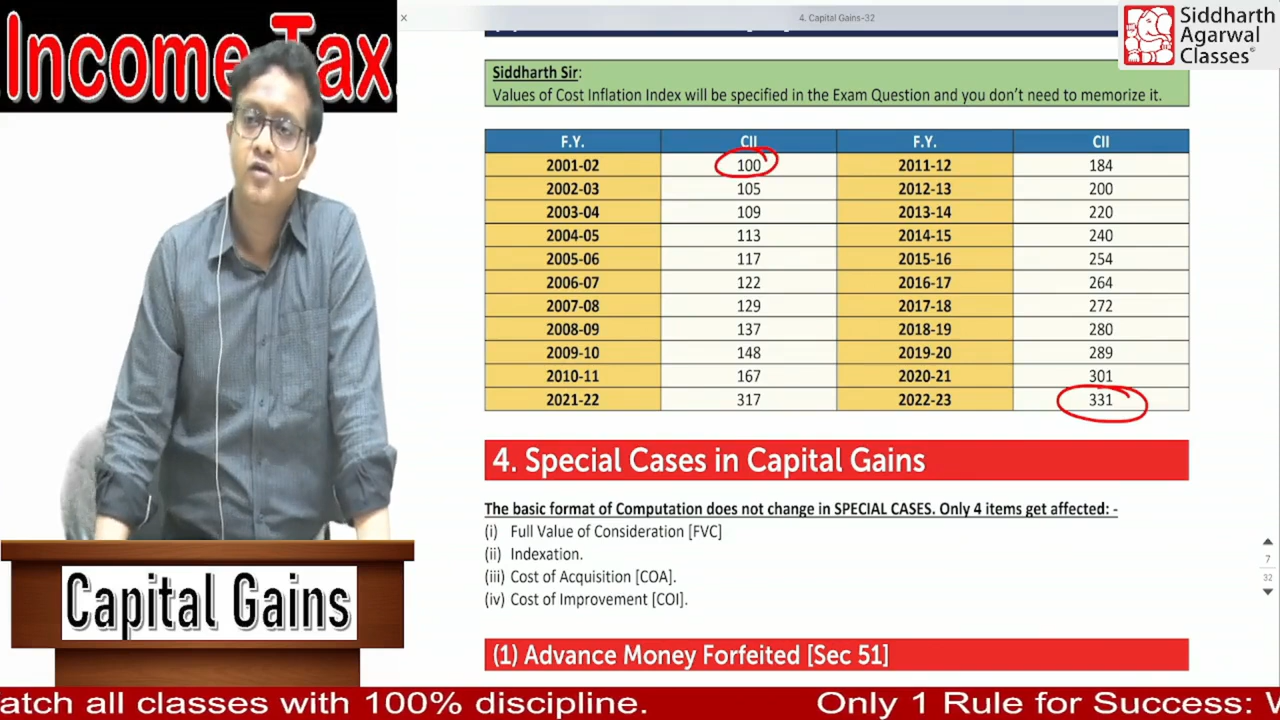 Income Tax
×
4. Capital Gains-32
Siddharth
Agarwal
Classes
Siddharth Sir:
Values of Cost Inflation Index will be specified in the Exam Question and you don't need to memorize it.
F.Y. CII F.Y. CII
2001-02 100 2011-12 184
2002-03 105 2012-13 200
2003-04 109 2013-14 220
2004-05 113 2014-15 240
2005-06 117 2015-16 254
2006-07 122 2016-17 264
2007-08 129 2017-18 272
2008-09 137 2018-19 280
2009-10 148 2019-20 289
2010-11 167 2020-21 301
2021-22 317 2022-23 331
4. Special Cases in Capital Gains
The basic format of Computation does not change in SPECIAL CASES. Only 4 items get affected: -
(i) Full Value of Consideration [FVC]
(ii) Indexation.
(iii) Cost of Acquisition [COA].
(iv) Cost of Improvement [COI].
7
32
(1) Advance Money Forfeited [Sec 51]
Capital Gains
atch all classes with 100% discipline. Only 1 Rule for Success: W